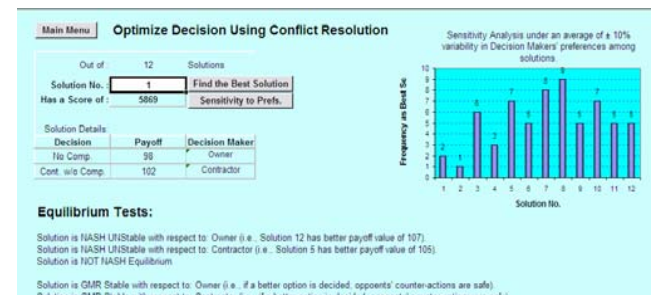 Main Menu
Optimize Decision Using Conflict Resolution
Out of : 12 Solutions
Solution No. : 1 Find the Best Solution
Has a Score of : 5869 Sensitivity to Prefs.
Solution Details:
Decision Payoff Decision Maker
No Comp. 98 Owner
Cont. w/o Comp. 102 Contractor
Sensitivity Analysis under an average of ± 10%
variability in Decision Makers' preferences among
solutions.
Frequency as Best Sc
10
9
8
7
6
5
4
3
2
1
0
2 1 6 3 7 5 8 9 5 7 5 5
1 2 3 4 5 6 7 8 9 10 11 12
Solution No.
Equilibrium Tests:
Solution is NASH UNStable with respect to: Owner (i.e., Solution 12 has better payoff value of 107).
Solution is NASH UNStable with respect to: Contractor (i.e., Solution 5 has better payoff value of 105).
Solution is NOT NASH Equilibrium
Solution is GMR Stable with respect to: Owner (i.e., if a better option is decided, oppoents' counter-actions are safe).